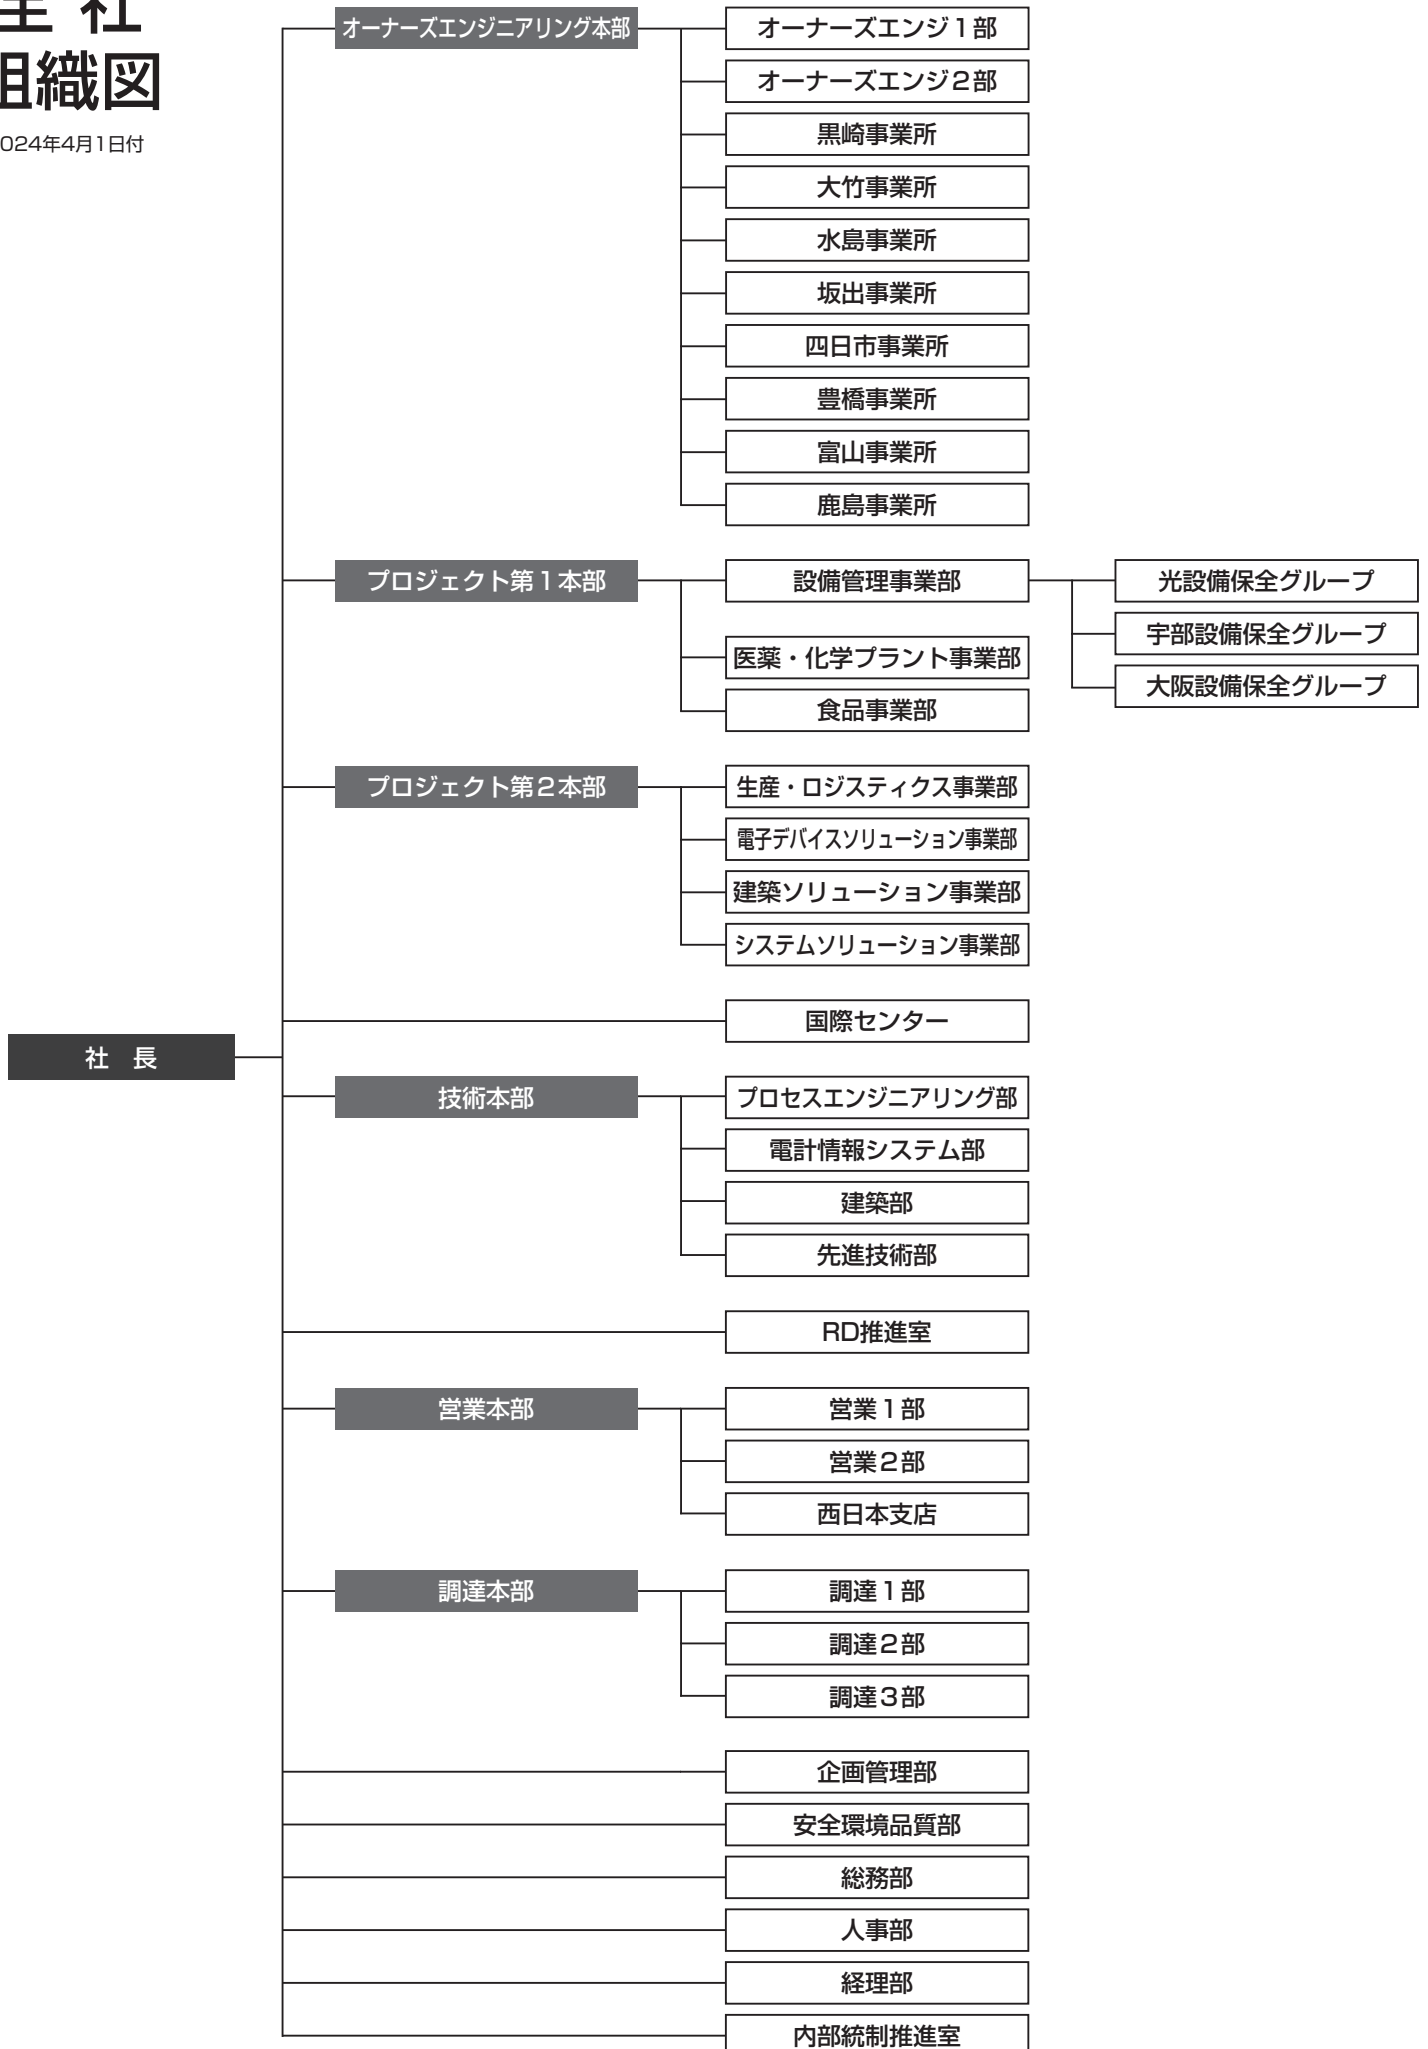 全 社
組織図
2024年4月1日付
社 長
オーナーズエンジニアリング本部
オーナーズエンジ1部
オーナーズエンジ2部
黒崎事業所
大竹事業所
水島事業所
坂出事業所
四日市事業所
豊橋事業所
富山事業所
鹿島事業所
プロジェクト第1本部
設備管理事業部
光設備保全グループ
宇部設備保全グループ
大阪設備保全グループ
医薬・化学プラント事業部
食品事業部
プロジェクト第2本部
生産・ロジスティクス事業部
電子デバイスソリューション事業部
建築ソリューション事業部
システムソリューション事業部
国際センター
技術本部
プロセスエンジニアリング部
電計情報システム部
建築部
先進技術部
RD推進室
営業本部
営業1部
営業2部
西日本支店
調達本部
調達1部
調達2部
調達3部
企画管理部
安全環境品質部
総務部
人事部
経理部
内部統制推進室